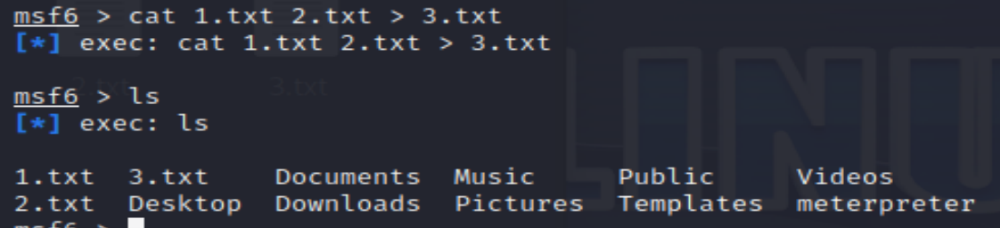 msf6 > cat 1.txt 2.txt > 3.txt
[*] exec: cat 1.txt 2.txt > 3.txt
msf6 > ls
[*] exec: ls
1.txt 3.txt Documents Music Public Videos
2.txt Desktop Downloads Pictures Templates meterpreter
msf6 >